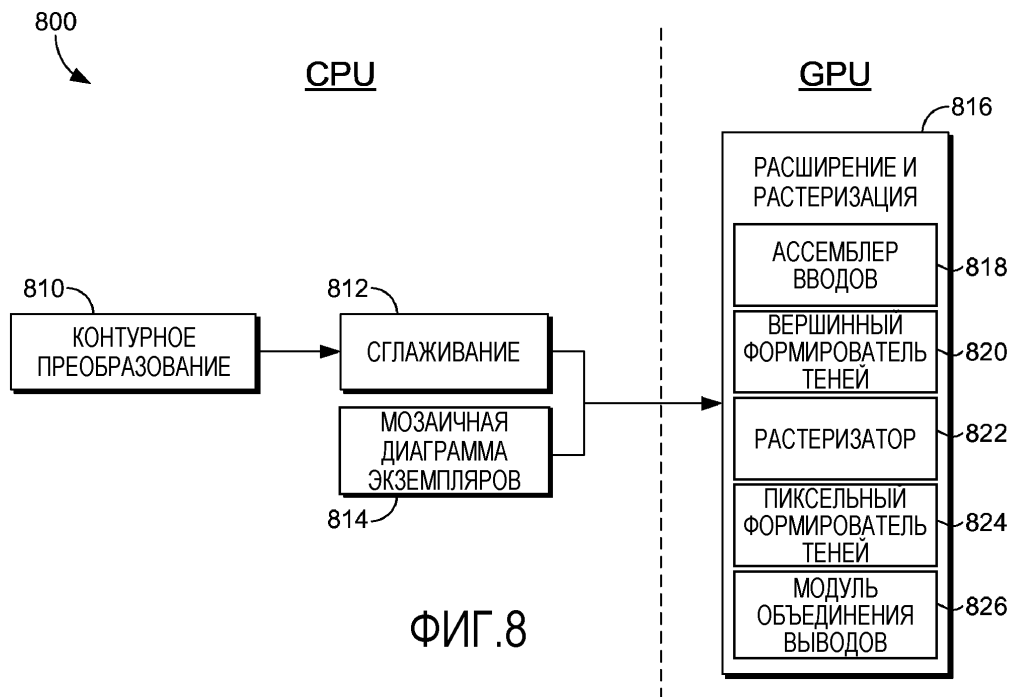 800
CPU
GPU
816
РАСШИРЕНИЕ И
РАСТЕРИЗАЦИЯ
АССЕМБЛЕР
ВВОДОВ
818
810
КОНТУРНОЕ
ПРЕОБРАЗОВАНИЕ
812
СГЛАЖИВАНИЕ
ВЕРШИННЫЙ
ФОРМИРОВАТЕЛЬ
ТЕНЕЙ
820
МОЗАИЧНАЯ
ДИАГРАММА
ЭКЗЕМПЛЯРОВ
814
РАСТЕРИЗАТОР
822
ПИКСЕЛЬНЫЙ
ФОРМИРОВАТЕЛЬ
ТЕНЕЙ
824
МОДУЛЬ
ОБЪЕДИНЕНИЯ
ВЫВОДОВ
826
ФИГ.8